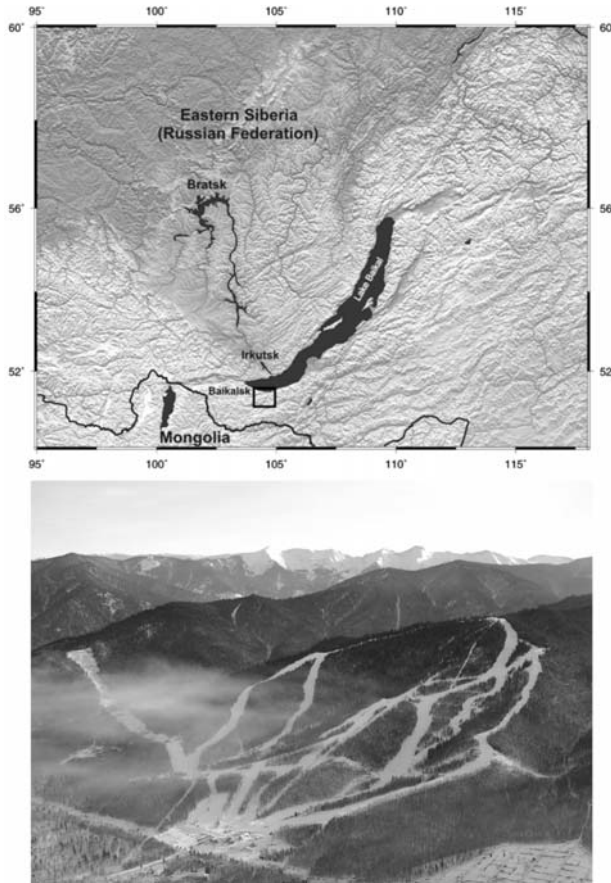 60˚ 60˚
95˚ 100˚ 105˚ 110˚ 115˚
Eastern Siberia
(Russian Federation)
Bratsk
56˚ 56˚
Lake Baikal
Irkutsk
52˚ 52˚
Baikalsk
Mongolia
95˚ 100˚ 105˚ 110˚ 115˚